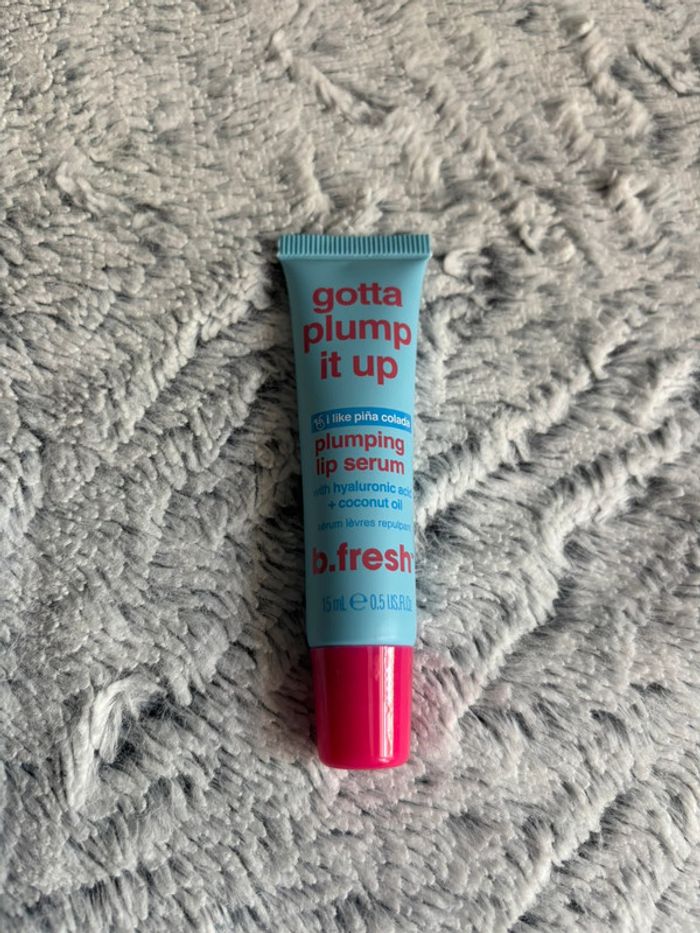 gotta
plump
it up
i like piña colada
plumping
lip serum
with hyaluronic acid
+ coconut oil
sérum lèvres repulpant
b.fresh
15 mL e 0.5 US.Fl.Oz